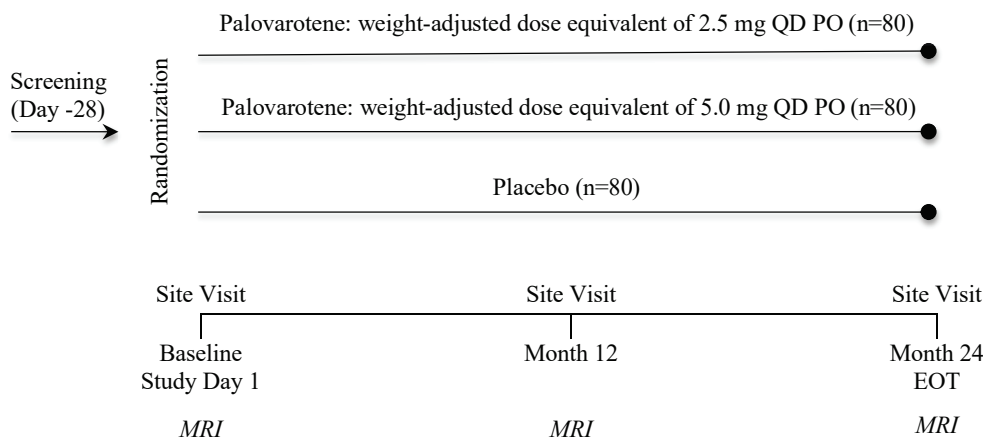 Palovarotene: weight-adjusted dose equivalent of 2.5 mg QD PO (n=80)
Screening
(Day -28)
Randomization
Palovarotene: weight-adjusted dose equivalent of 5.0 mg QD PO (n=80)
Placebo (n=80)
Site Visit
Site Visit
Site Visit
Baseline
Study Day 1
Month 12
Month 24
EOT
MRI
MRI
MRI